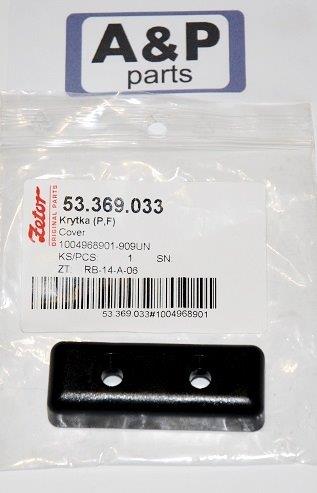 A&P
parts
Zetor
ORIGINAL PARTS
53.369.033
Krytka (P,F)
Cover
1004968901-909UN
KS/PCS 1 SN:
ZT: RB-14-A-06
53.369.033#1004968901